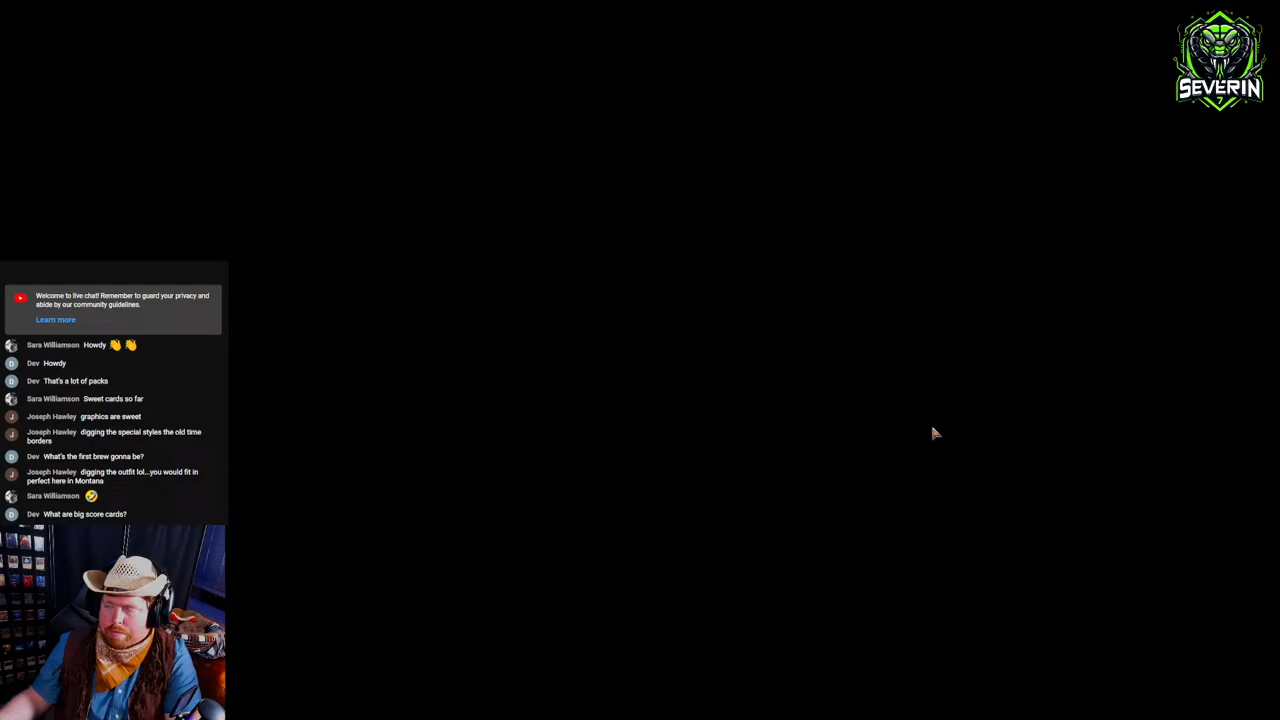 SEVERIN
7
Welcome to live chat! Remember to guard your privacy and
abide by our community guidelines.
Learn more
Sara Williamson Howdy 👏 👏
D Dev Howdy
D Dev That's a lot of packs
Sara Williamson Sweet cards so far
J Joseph Hawley graphics are sweet
J Joseph Hawley digging the special styles the old time
borders
D Dev What's the first brew gonna be?
J Joseph Hawley digging the outfit lol...you would fit in
perfect here in Montana
Sara Williamson 🤣
D Dev What are big score cards?